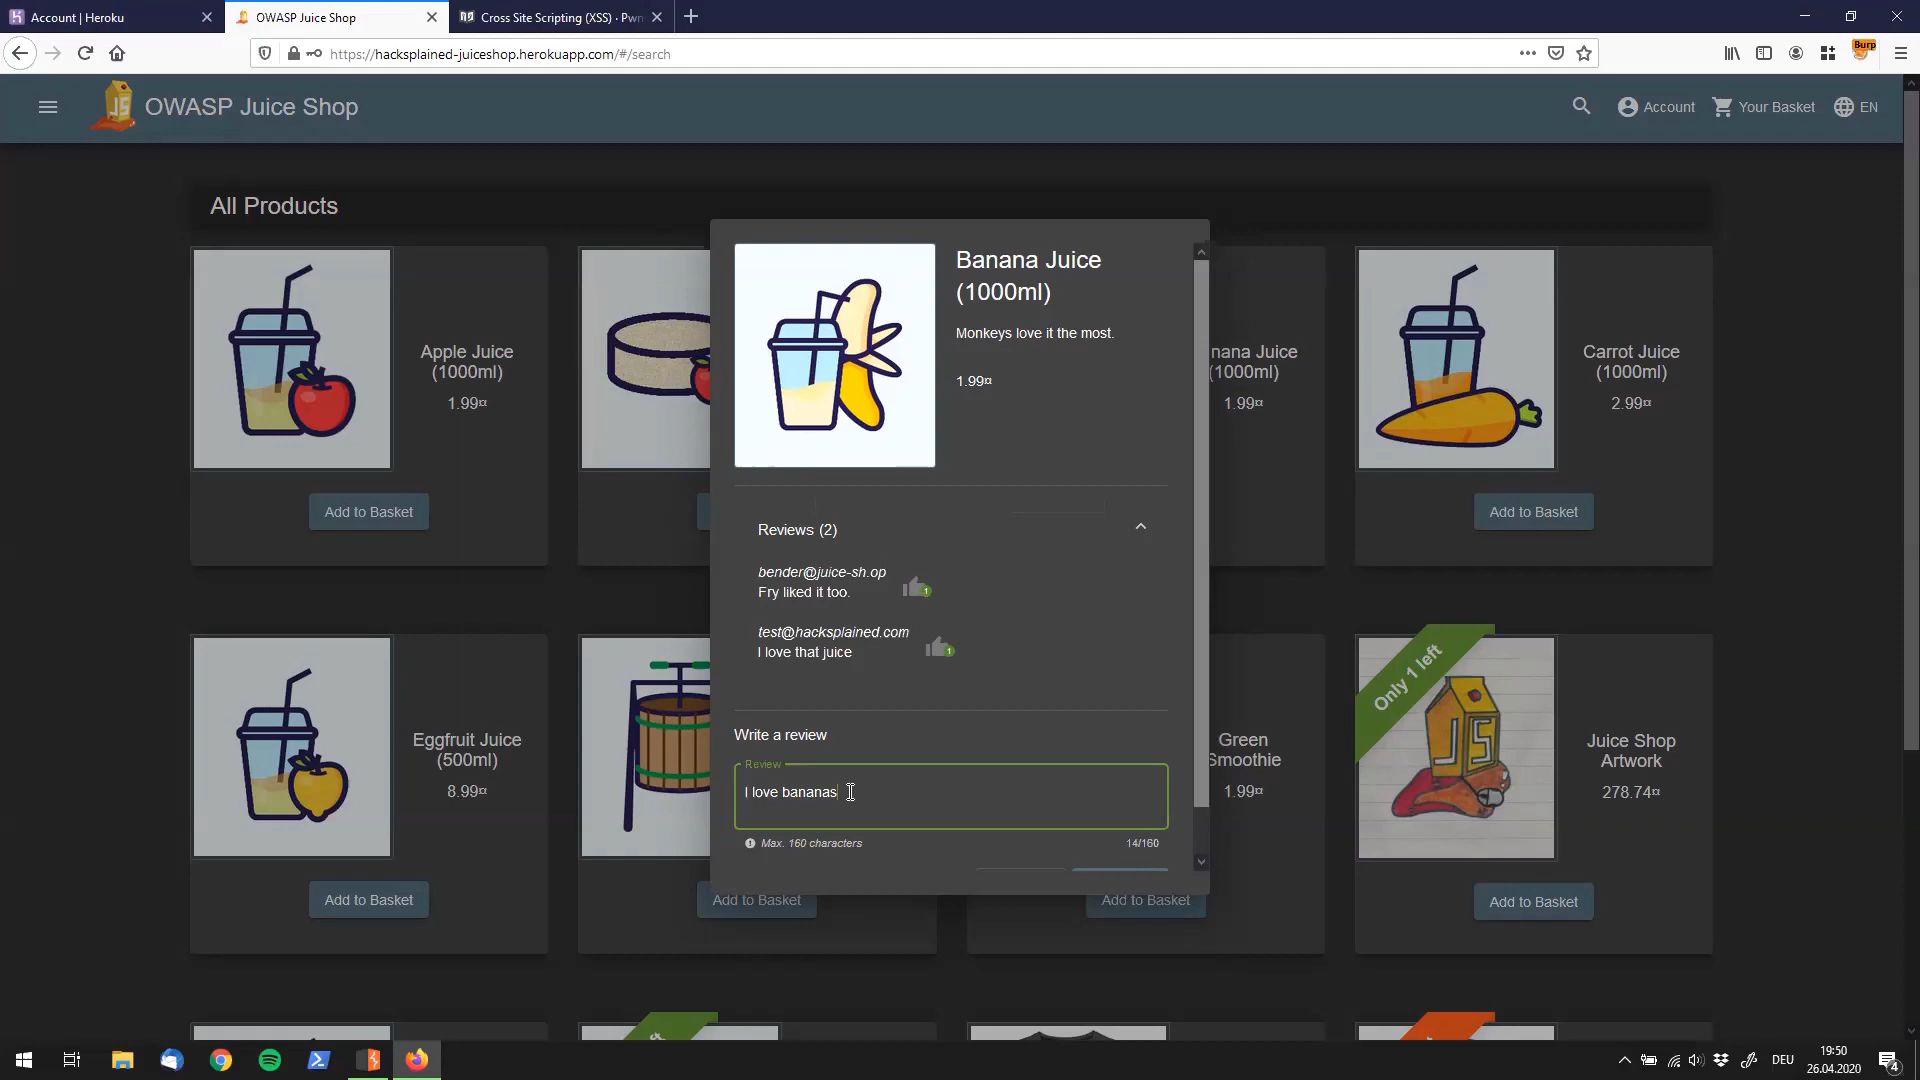 Account | Heroku
OWASP Juice Shop
Cross Site Scripting (XSS) · Pwn
https://hacksplained-juiceshop.herokuapp.com/#/search
Burp
OWASP Juice Shop
Account
Your Basket
EN
All Products
Apple Juice
(1000ml)
1.99¤
Add to Basket
Banana Juice
(1000ml)
Monkeys love it the most.
1.99¤
nana Juice
(1000ml)
1.99¤
Carrot Juice
(1000ml)
2.99¤
Add to Basket
Reviews (2)
bender@juice-sh.op
Fry liked it too.
1
test@hacksplained.com
I love that juice
1
Write a review
Review
I love bananas
Max. 160 characters
14/160
Eggfruit Juice
(500ml)
8.99¤
Add to Basket
Add to Basket
Green
Smoothie
1.99¤
Add to Basket
Only 1 left
JS
Juice Shop
Artwork
278.74¤
Add to Basket
DEU
19:50
26.04.2020
4